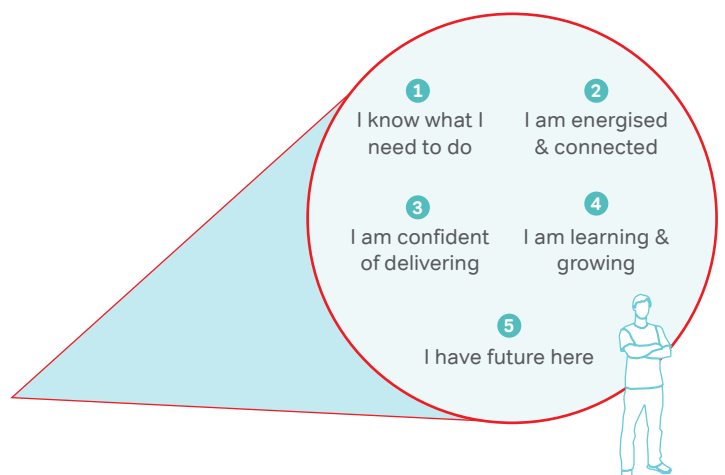 1
I know what I
need to do
2
I am energised
& connected
3
I am confident
of delivering
4
I am learning &
growing
5
I have future here